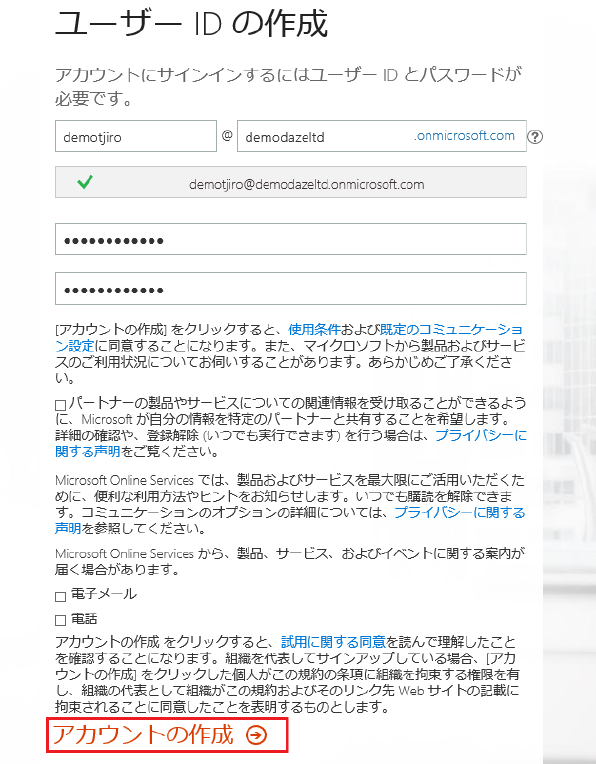 ユーザー ID の作成
アカウントにサインインするにはユーザー ID とパスワードが
必要です。
demotjiro @ demodazeltd .onmicrosoft.com ?
demotjiro@demodazeltd.onmicrosoft.com
●●●●●●●●●●●●
●●●●●●●●●●●●
[アカウントの作成] をクリックすると、使用条件および既定のコミュニケーショ
ン設定に同意することになります。また、マイクロソフトから製品およびサービ
スのご利用状況についてお伺いすることがあります。あらかじめご了承くださ
い。
パートナーの製品やサービスについての関連情報を受け取ることができるよう
に、Microsoft が自分の情報を特定のパートナーと共有することを希望します。
詳細の確認や、登録解除 (いつでも実行できます) を行う場合は、プライバシーに
関する声明をご覧ください。
Microsoft Online Services では、製品およびサービスを最大限にご活用いただくた
めに、便利な利用方法やヒントをお知らせします。いつでも購読を解除できま
す。コミュニケーションのオプションの詳細については、プライバシーに関する
声明を参照してください。
Microsoft Online Services から、製品、サービス、およびイベントに関する案内が
届く場合があります。
電子メール
電話
アカウントの作成 をクリックすると、試用に関する同意を読んで理解したこと
を確認することになります。組織を代表してサインアップしている場合、[アカ
ウントの作成] をクリックした個人がこの規約の条項に組織を拘束する権限を有
し、組織の代表として組織がこの規約およびそのリンク先 Web サイトの記載に
拘束されることに同意したことを表明するものとします。
アカウントの作成